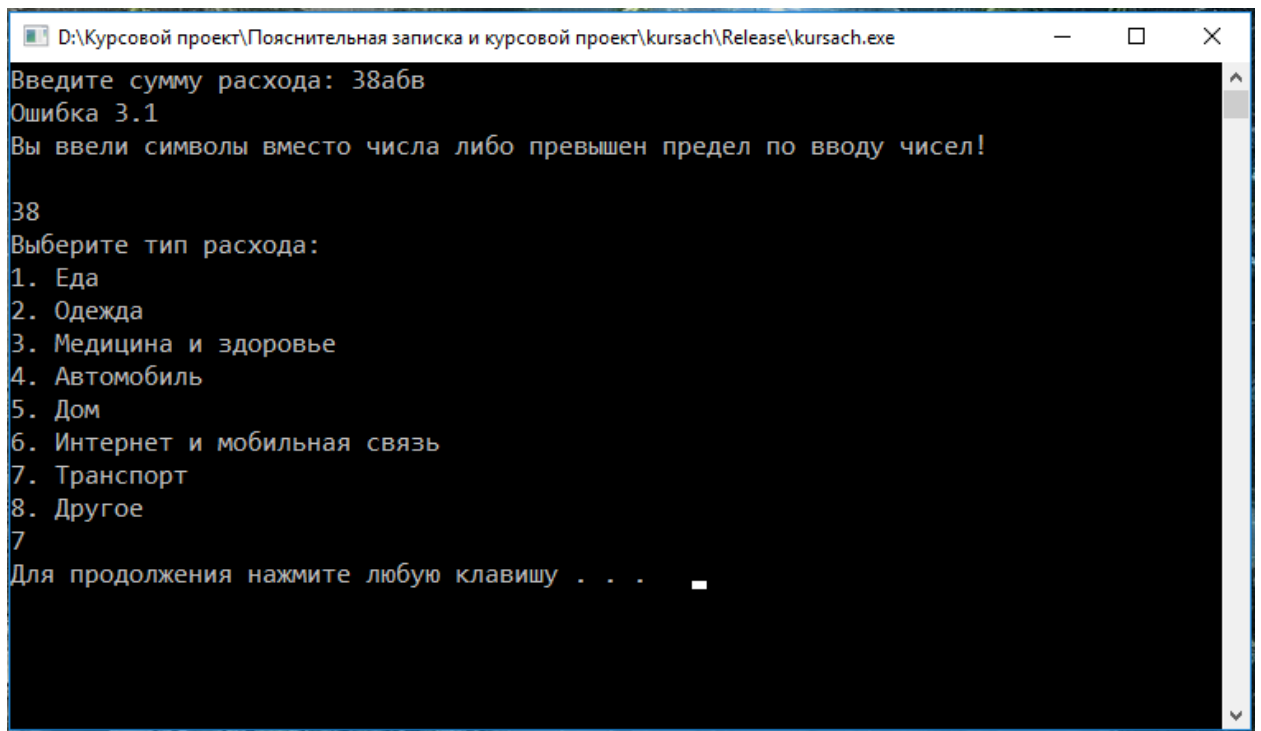 D:\Курсовой проект\Пояснительная записка и курсовой проект\kursach\Release\kursach.exe
Введите сумму расхода: 38абв
Ошибка 3.1
Вы ввели символы вместо числа либо превышен предел по вводу чисел!
38
Выберите тип расхода:
1. Еда
2. Одежда
3. Медицина и здоровье
4. Автомобиль
5. Дом
6. Интернет и мобильная связь
7. Транспорт
8. Другое
7
Для продолжения нажмите любую клавишу . . .